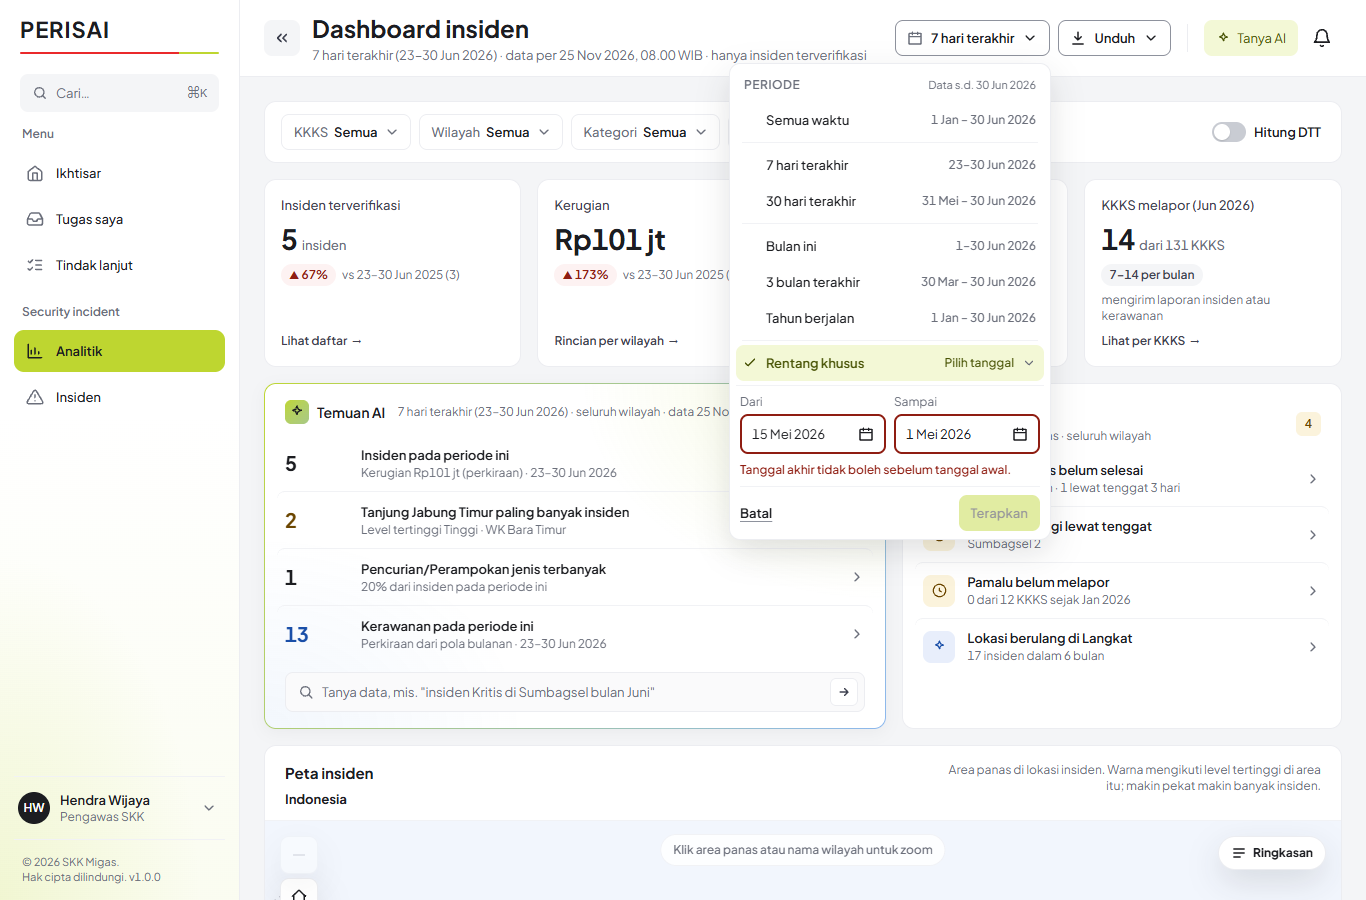 PERISAI
Cari...
⌘K
Menu
Ikhtisar
Tugas saya
Tindak lanjut
Security incident
Analitik
Insiden
HW
Hendra Wijaya
Pengawas SKK
© 2026 SKK Migas.
Hak cipta dilindungi. v1.0.0
Dashboard insiden
7 hari terakhir (23–30 Jun 2026) · data per 25 Nov 2026, 08.00 WIB · hanya insiden terverifikasi
7 hari terakhir
Unduh
Tanya AI
KKKS Semua
Wilayah Semua
Kategori Semua
Hitung DTT
PERIODE
Data s.d. 30 Jun 2026
Semua waktu
1 Jan – 30 Jun 2026
7 hari terakhir
23–30 Jun 2026
30 hari terakhir
31 Mei – 30 Jun 2026
Bulan ini
1–30 Jun 2026
3 bulan terakhir
30 Mar – 30 Jun 2026
Tahun berjalan
1 Jan – 30 Jun 2026
Rentang khusus
Pilih tanggal
Dari
Sampai
15 Mei 2026
1 Mei 2026
Tanggal akhir tidak boleh sebelum tanggal awal.
Batal
Terapkan
Insiden terverifikasi
5 insiden
▲ 67% vs 23–30 Jun 2025 (3)
Lihat daftar →
Kerugian
Rp101 jt
▲ 173% vs 23–30 Jun 2025 (
Rincian per wilayah →
KKKS melapor (Jun 2026)
14 dari 131 KKKS
7–14 per bulan
mengirim laporan insiden atau
kerawanan
Lihat per KKKS →
Temuan AI
7 hari terakhir (23–30 Jun 2026) · seluruh wilayah · data 25 No
5
Insiden pada periode ini
Kerugian Rp101 jt (perkiraan) · 23–30 Jun 2026
2
Tanjung Jabung Timur paling banyak insiden
Level tertinggi Tinggi · WK Bara Timur
1
Pencurian/Perampokan jenis terbanyak
20% dari insiden pada periode ini
13
Kerawanan pada periode ini
Perkiraan dari pola bulanan · 23–30 Jun 2026
Tanya data, mis. "insiden Kritis di Sumbagsel bulan Juni"
4
· seluruh wilayah
belum selesai
· 1 lewat tenggat 3 hari
lewat tenggat
Sumbagsel 2
Pamalu belum melapor
0 dari 12 KKKS sejak Jan 2026
Lokasi berulang di Langkat
17 insiden dalam 6 bulan
Peta insiden
Indonesia
Area panas di lokasi insiden. Warna mengikuti level tertinggi di area
itu; makin pekat makin banyak insiden.
Klik area panas atau nama wilayah untuk zoom
Ringkasan